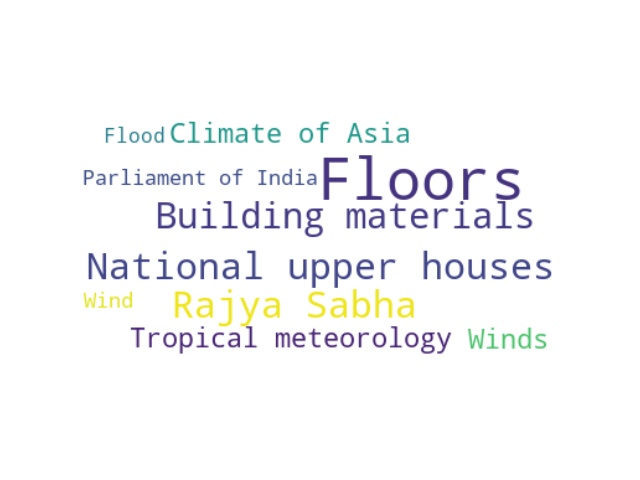 Flood Climate of Asia
Parliament of India Floors
Building materials
National upper houses
Wind Rajya Sabha
Tropical meteorology Winds